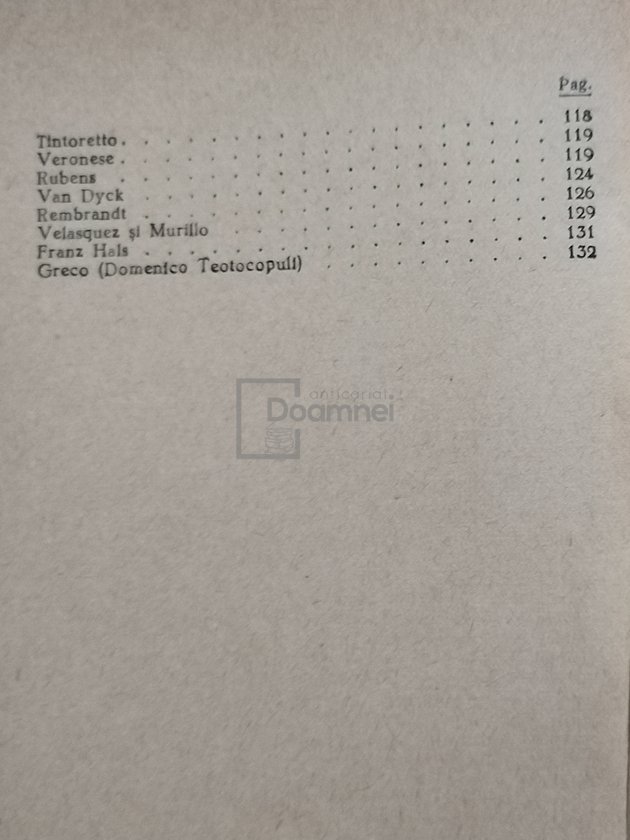 Pag.
Tintoretto . . . . . . . . . . . . . . . . . . . . 118
Veronese . . . . . . . . . . . . . . . . . . . . 119
Rubens . . . . . . . . . . . . . . . . . . . . 119
Van Dyck . . . . . . . . . . . . . . . . . . . 124
Rembrandt . . . . . . . . . . . . . . . . . . . 126
Velasquez și Murillo . . . . . . . . . . . . . . . 129
Franz Hals . . . . . . . . . . . . . . . . . . . 131
Greco (Domenico Teotocopuli) . . . . . . . . . . 132
anticariat
Doamnei